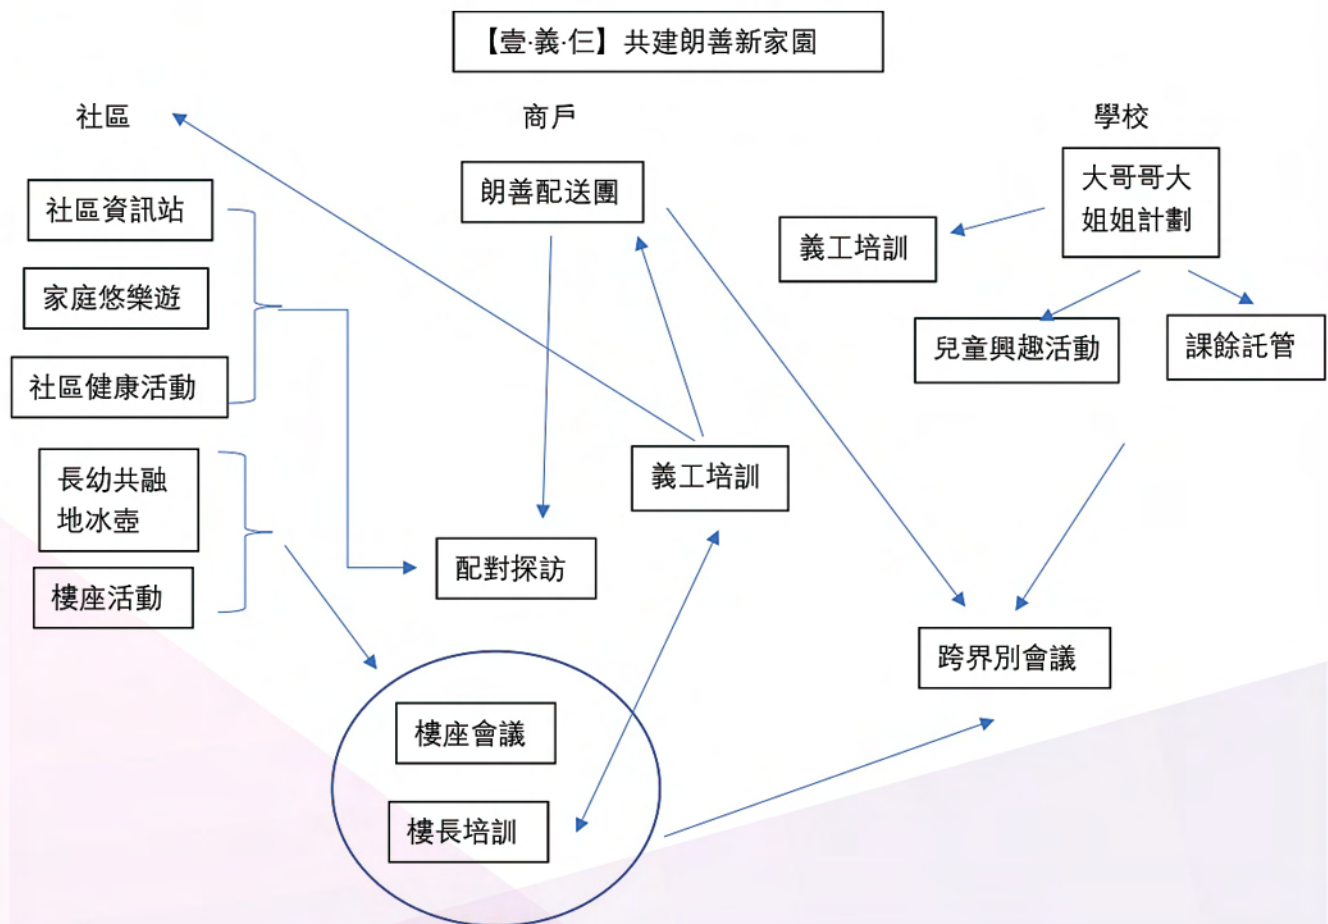 【壹·義·仨】共建朗善新家園
社區
商戶
學校
社區資訊站
家庭悠樂遊
社區健康活動
長幼共融
地冰壺
樓座活動
朗善配送團
義工培訓
配對探訪
樓座會議
樓長培訓
大哥哥大
姐姐計劃
義工培訓
兒童興趣活動
課餘託管
跨界別會議